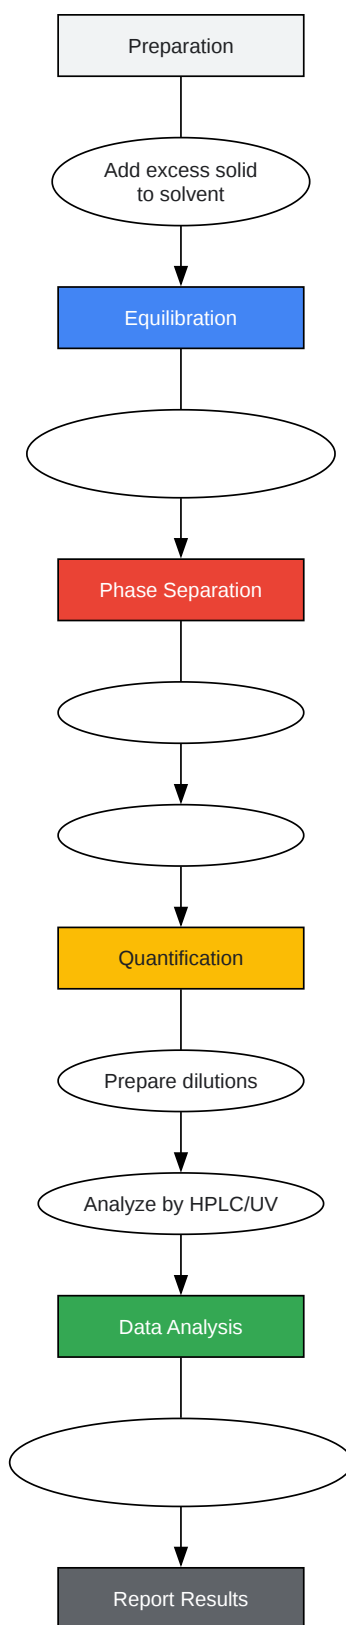 Preparation
Add excess solid
to solvent
Equilibration
Phase Separation
Quantification
Prepare dilutions
Analyze by HPLC/UV
Data Analysis
Report Results